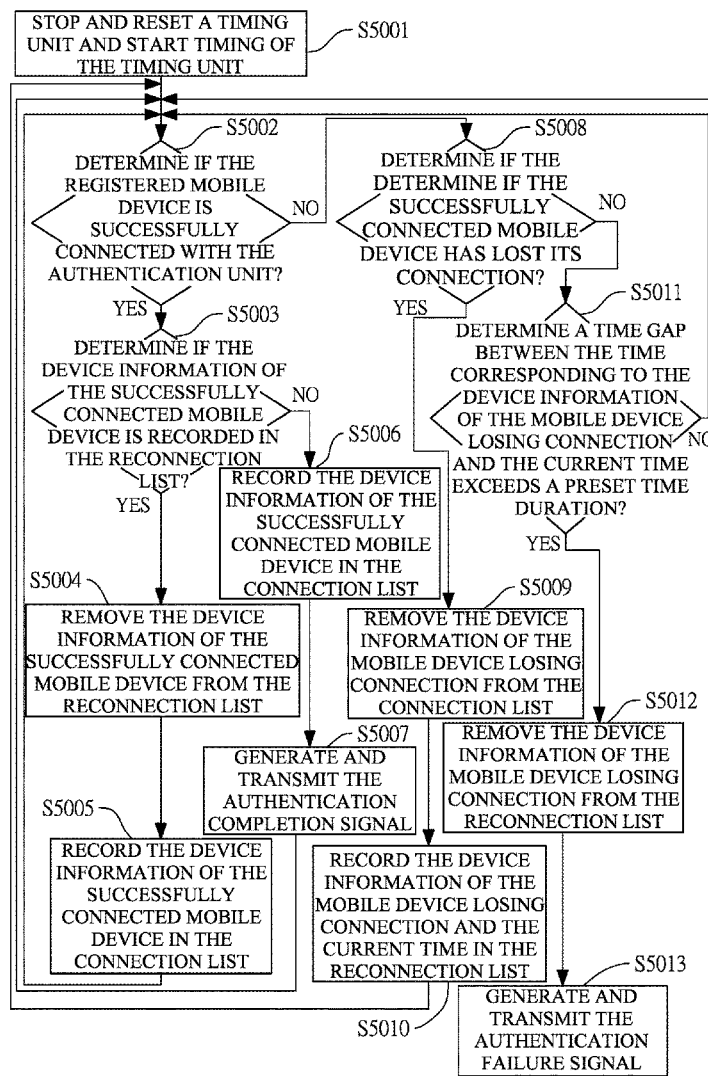 STOP AND RESET A TIMING
UNIT AND START TIMING OF
THE TIMING UNIT
S5001
S5002
DETERMINE IF THE
REGISTERED MOBILE
DEVICE IS
SUCCESSFULLY
CONNECTED WITH THE
AUTHENTICATION UNIT?
NO
YES
S5003
DETERMINE IF THE
DEVICE INFORMATION OF
THE SUCCESSFULLY
CONNECTED MOBILE
DEVICE IS RECORDED IN
THE RECONNECTION
LIST?
NO
YES
S5004
REMOVE THE DEVICE
INFORMATION OF THE
SUCCESSFULLY CONNECTED
MOBILE DEVICE FROM THE
RECONNECTION LIST
S5005
RECORD THE DEVICE
INFORMATION OF THE
SUCCESSFULLY
CONNECTED MOBILE
DEVICE IN THE
CONNECTION LIST
S5006
RECORD THE DEVICE
INFORMATION OF THE
SUCCESSFULLY
CONNECTED MOBILE
DEVICE IN THE
CONNECTION LIST
S5007
GENERATE AND
TRANSMIT THE
AUTHENTICATION
COMPLETION SIGNAL
S5008
DETERMINE IF THE
DETERMINE IF THE
SUCCESSFULLY
CONNECTED MOBILE
DEVICE HAS LOST ITS
CONNECTION?
NO
YES
S5009
REMOVE THE DEVICE
INFORMATION OF THE
MOBILE DEVICE LOSING
CONNECTION FROM THE
CONNECTION LIST
RECORD THE DEVICE
INFORMATION OF THE
MOBILE DEVICE LOSING
CONNECTION AND THE
CURRENT TIME IN THE
RECONNECTION LIST
S5010
S5011
DETERMINE A TIME GAP
BETWEEN THE TIME
CORRESPONDING TO THE
DEVICE INFORMATION
OF THE MOBILE DEVICE
LOSING CONNECTION
AND THE CURRENT TIME
EXCEEDS A PRESET TIME
DURATION?
NO
YES
S5012
REMOVE THE DEVICE
INFORMATION OF THE
MOBILE DEVICE LOSING
CONNECTION FROM THE
RECONNECTION LIST
S5013
GENERATE AND
TRANSMIT THE
AUTHENTICATION
FAILURE SIGNAL